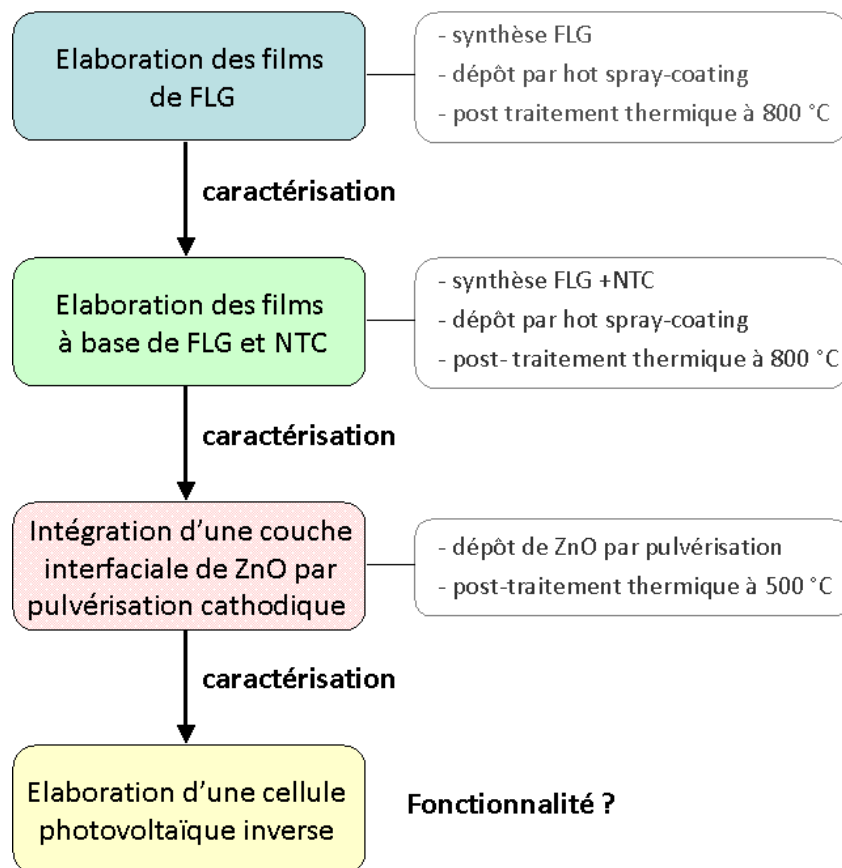 Elaboration des films
de FLG
- synthèse FLG
- dépôt par hot spray-coating
- post traitement thermique à 800 °C
caractérisation
Elaboration des films
à base de FLG et NTC
- synthèse FLG +NTC
- dépôt par hot spray-coating
- post- traitement thermique à 800 °C
caractérisation
Intégration d'une couche
interfaciale de ZnO par
pulvérisation cathodique
- dépôt de ZnO par pulvérisation
- post-traitement thermique à 500 °C
caractérisation
Elaboration d'une cellule
photovoltaïque inverse
Fonctionnalité ?